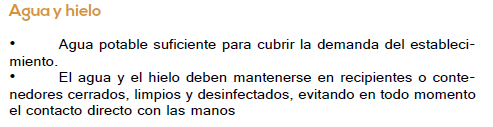 Agua y hielo
• Agua potable suficiente para cubrir la demanda del estableci-
miento.
• El agua y el hielo deben mantenerse en recipientes o conte-
nedores cerrados, limpios y desinfectados, evitando en todo momento
el contacto directo con las manos